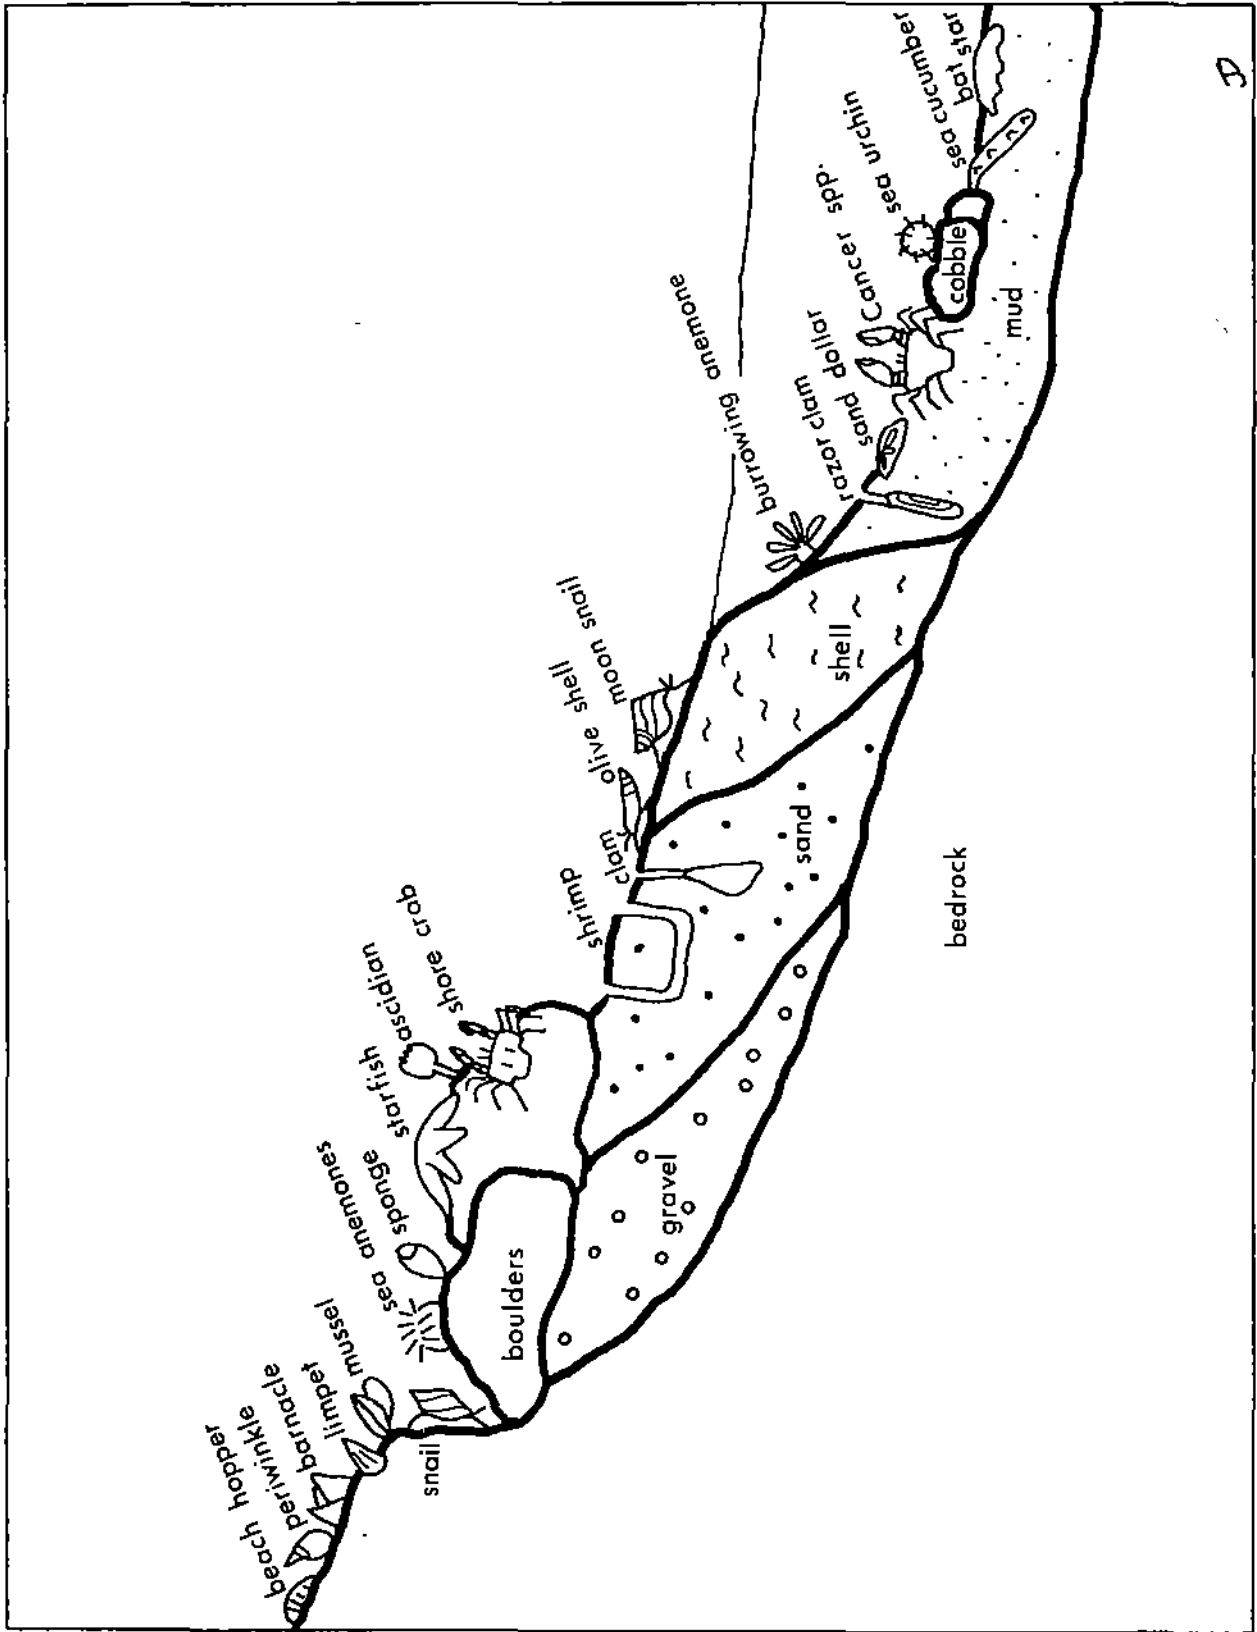 beach hopper
periwinkle
barnacle
limpet
mussel
snail
sea anemones
sponge
starfish
ascidian
shore crab
shrimp
clam
olive shell
moon snail
burrowing anemone
razor clam
sand dollar
Cancer spp.
sea urchin
sea cucumber
bat star
boulders
gravel
sand
shell
mud
cobble
bedrock